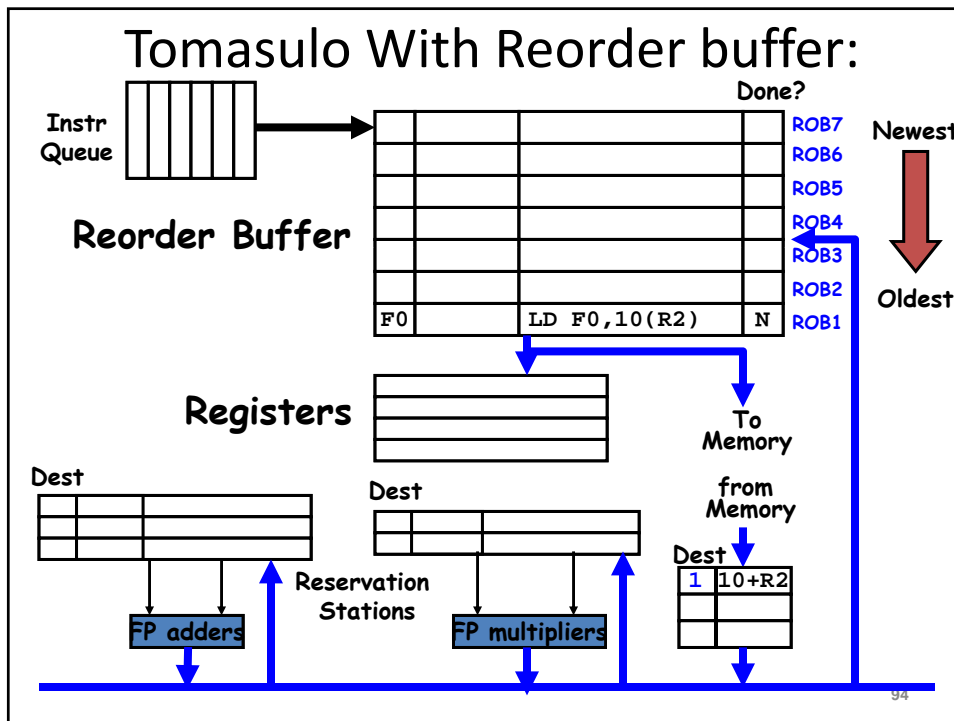 Tomasulo With Reorder buffer:
Done?
Instr
Queue
ROB7
ROB6
ROB5
ROB4
ROB3
ROB2
ROB1
Newest
Oldest
Reorder Buffer
F0 LD F0,10(R2) N
Registers
To
Memory
from
Memory
Dest
Dest
Dest
1 10+R2
Reservation
Stations
FP adders
FP multipliers
94